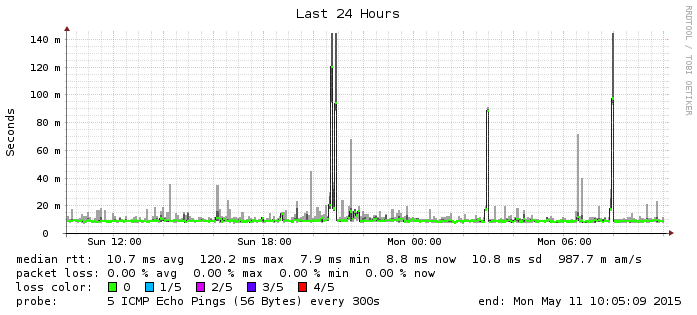 Last 24 Hours
RRDTOOL / TOBI OETIKER
Seconds
140 m
120 m
100 m
80 m
60 m
40 m
20 m
0
Sun 12:00 Sun 18:00 Mon 00:00 Mon 06:00
median rtt: 10.7 ms avg 120.2 ms max 7.9 ms min 8.8 ms now 10.8 ms sd 987.7 m am/s
packet loss: 0.00 % avg 0.00 % max 0.00 % min 0.00 % now
loss color: 0 1/5 2/5 3/5 4/5
probe: 5 ICMP Echo Pings (56 Bytes) every 300s end: Mon May 11 10:05:09 2015